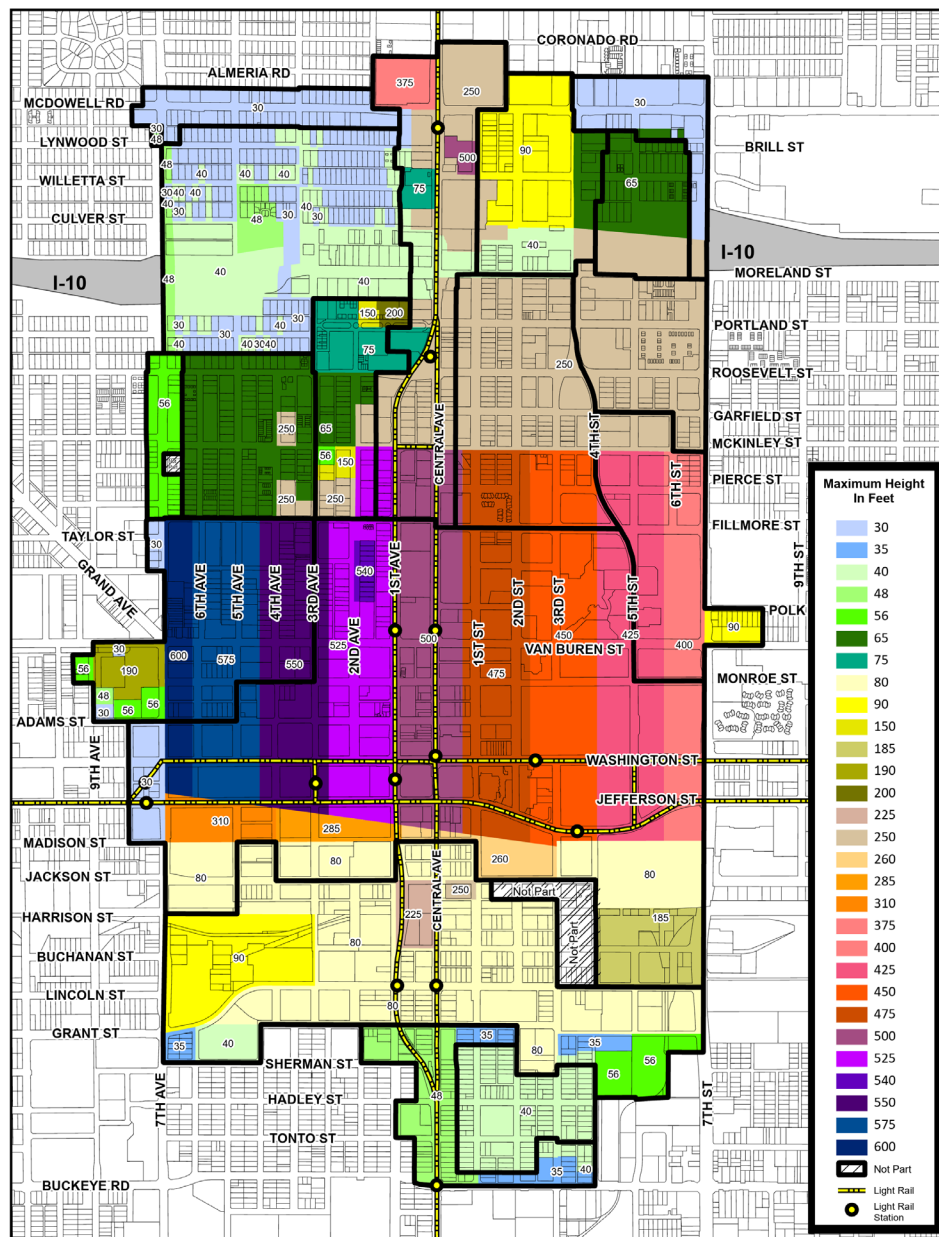 CORONADO RD
ALMERIA RD
375
250
MCDOWELL RD
30
30
30
48
LYNWOOD ST
500
90
BRILL ST
48
40
40
40
WILLETTA ST
75
65
30
40
40
40
40
CULVER ST
30
48
30
30
I-10
40
40
I-10
MORELAND ST
48
40
40
150
200
30
30
40
30
40
PORTLAND ST
75
40
40
30
40
250
ROOSEVELT ST
56
GARFIELD ST
250
65
CENTRAL AVE
4TH ST
MCKINLEY ST
56
150
6TH ST
PIERCE ST
250
250
FILLMORE ST
TAYLOR ST
30
GRAND AVE
6TH AVE
5TH AVE
4TH AVE
3RD AVE
2ND AVE
1ST AVE
540
1ST ST
2ND ST
3RD ST
5TH ST
9TH ST
POLK
90
600
575
550
525
500
475
450
425
400
VAN BUREN ST
30
56
190
48
56
56
30
MONROE ST
ADAMS ST
9TH AVE
WASHINGTON ST
30
JEFFERSON ST
310
285
MADISON ST
80
260
80
80
JACKSON ST
CENTRAL AVE
250
Not Part
HARRISON ST
80
225
185
BUCHANAN ST
90
Not Part
LINCOLN ST
80
GRANT ST
35
40
35
80
35
56
56
SHERMAN ST
7TH AVE
HADLEY ST
48
40
7TH ST
TONTO ST
35
40
BUCKEYE RD
Maximum Height
In Feet
30
35
40
48
56
65
75
80
90
150
185
190
200
225
250
260
285
310
375
400
425
450
475
500
525
540
550
575
600
Not Part
Light Rail
Light Rail
Station